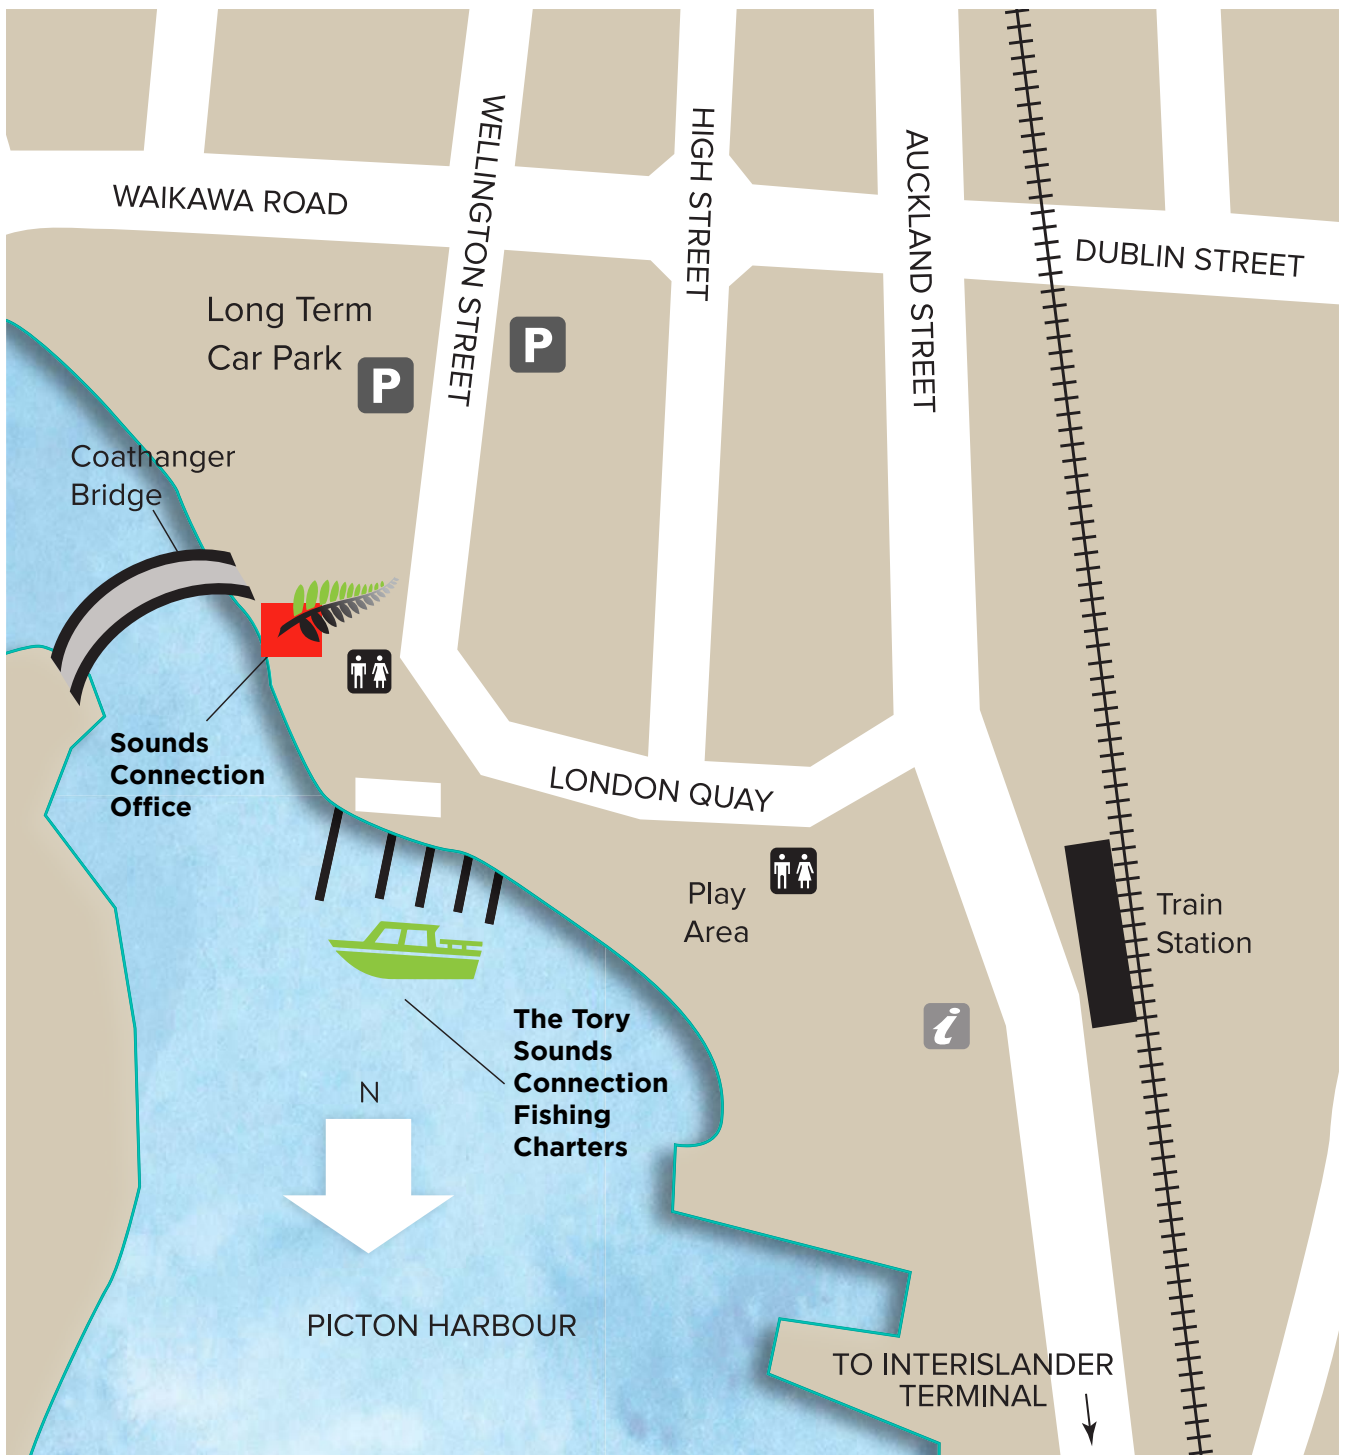 WELLINGTON STREET
HIGH STREET
AUCKLAND STREET
WAIKAWA ROAD
DUBLIN STREET
Long Term
Car Park
P
P
Coathanger
Bridge
Sounds
Connection
Office
LONDON QUAY
Play
Area
Train
Station
i
The Tory
Sounds
Connection
Fishing
Charters
N
PICTON HARBOUR
TO INTERISLANDER
TERMINAL